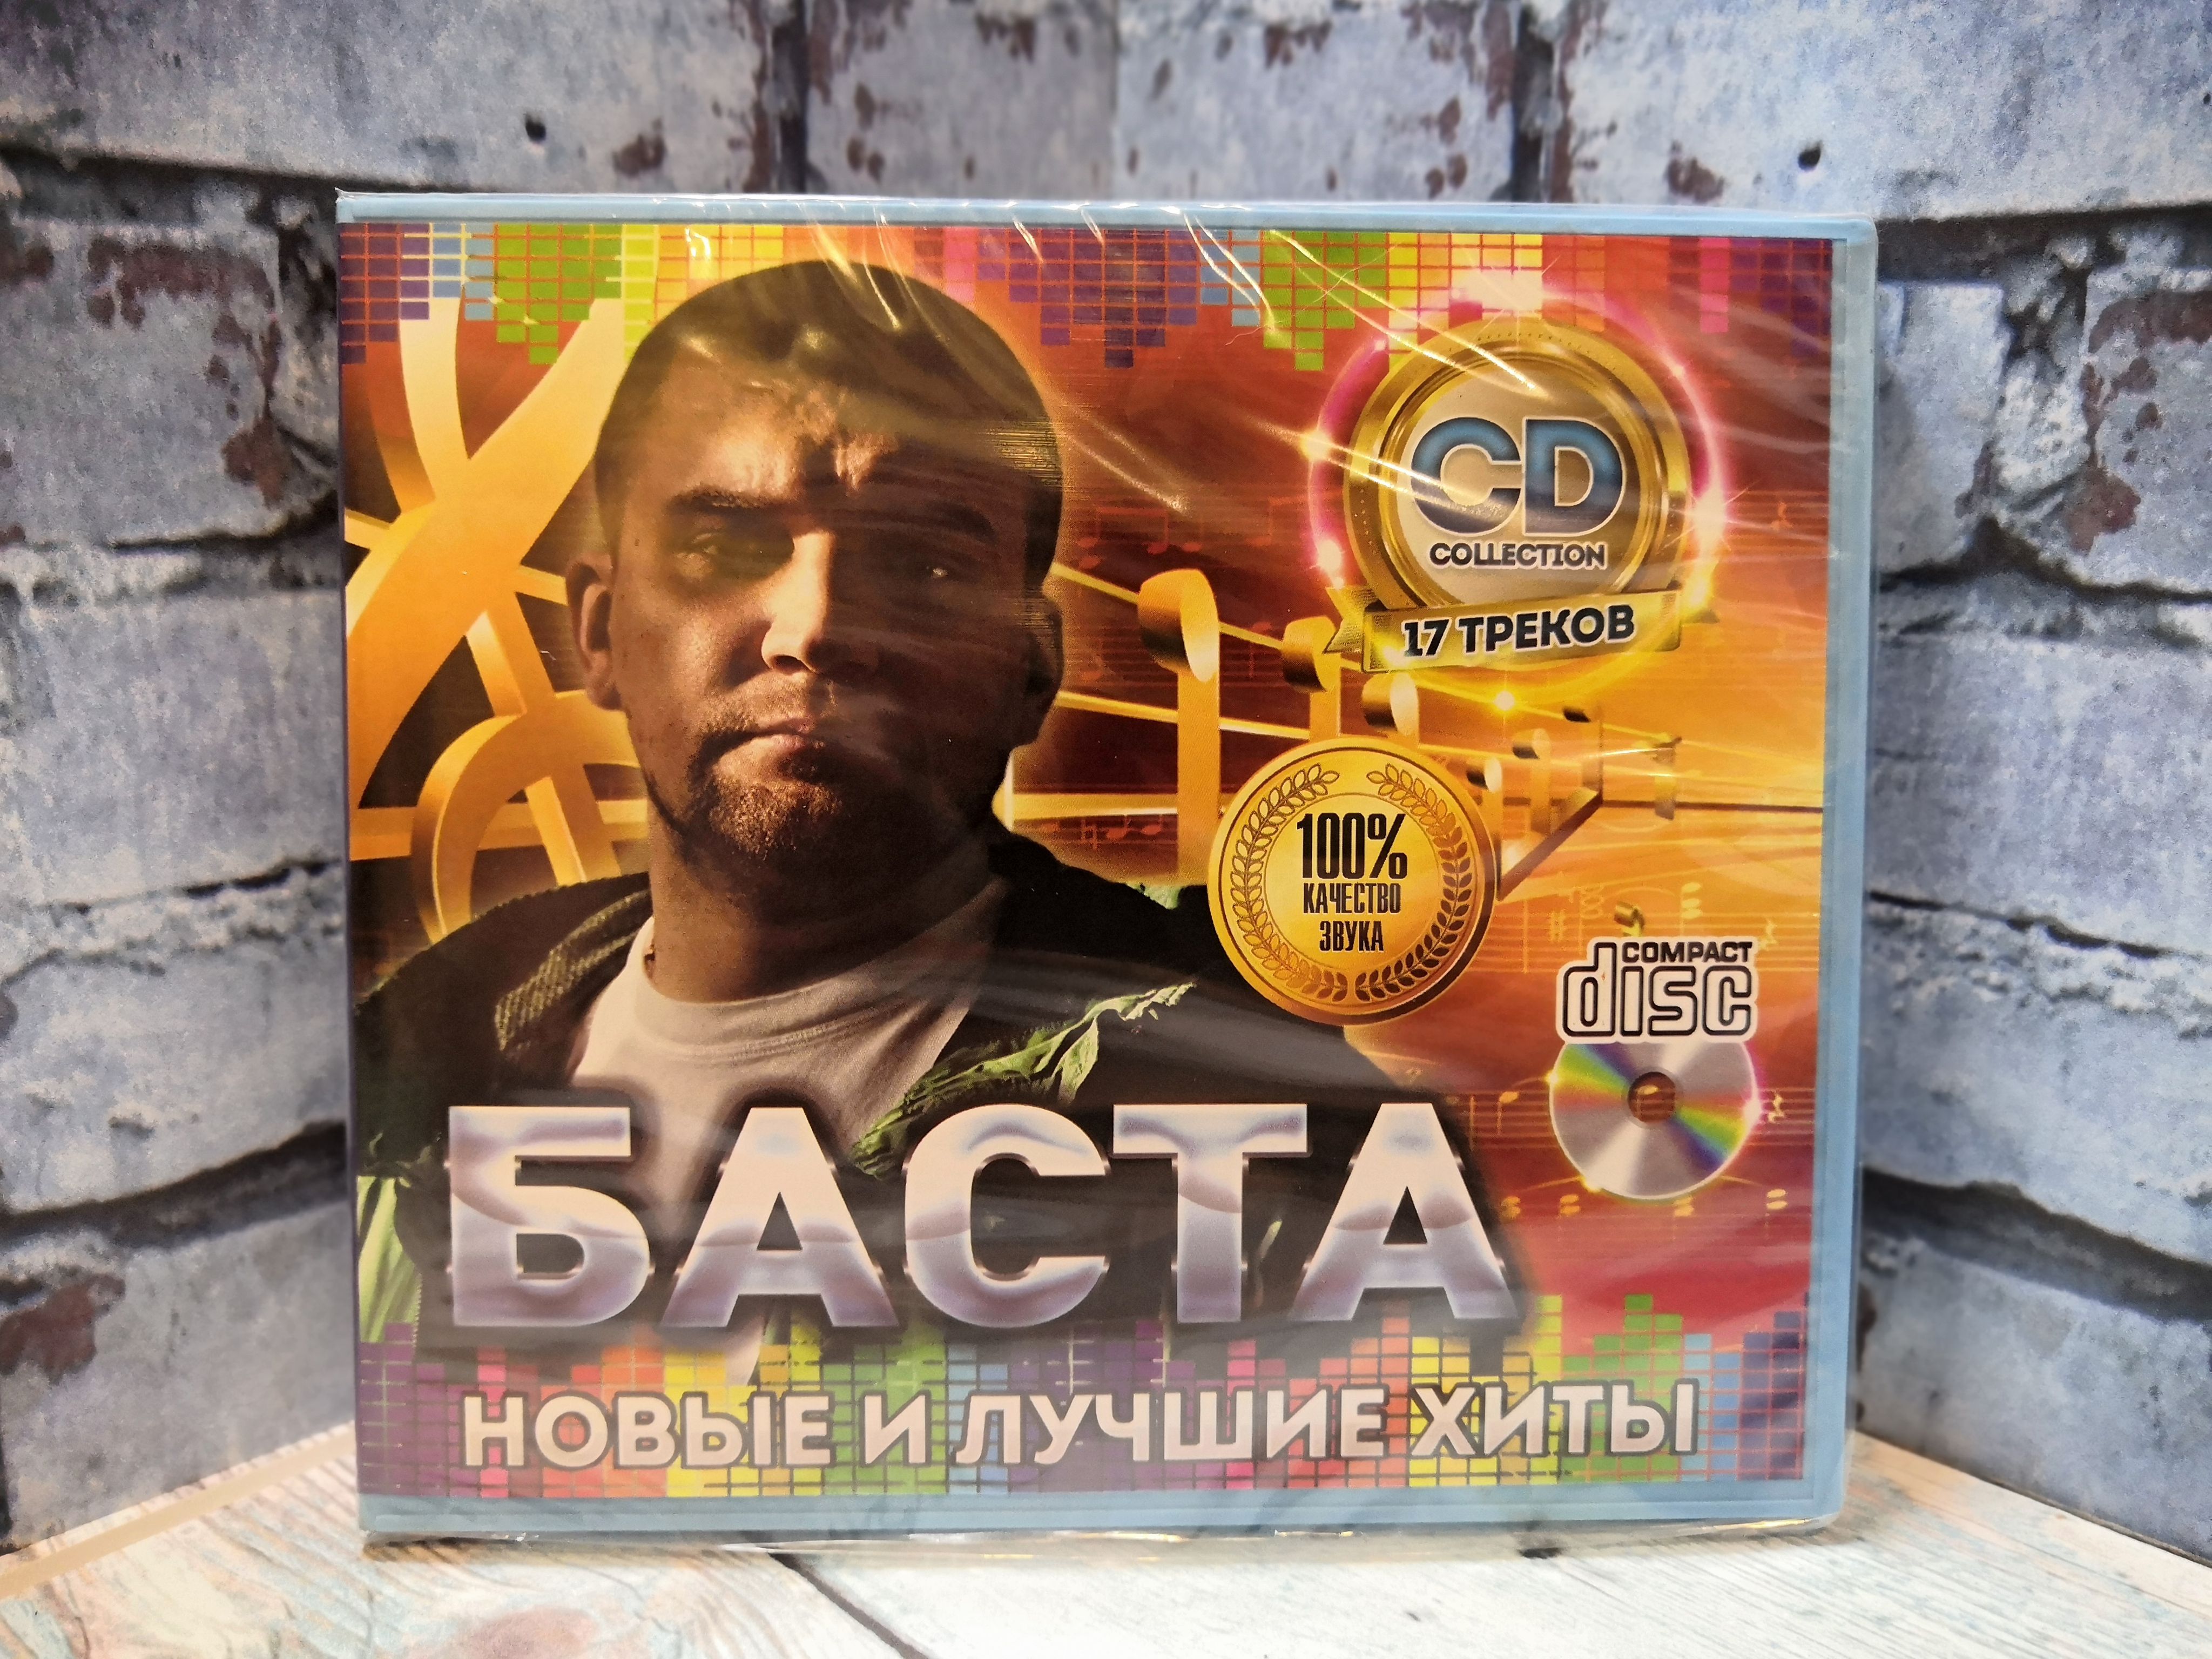 CD
COLLECTION
17 ТРЕКОВ
100%
КАЧЕСТВО
ЗВУКА
COMPACT
disc
БАСТА
НОВЫЕ И ЛУЧШИЕ ХИТЫ